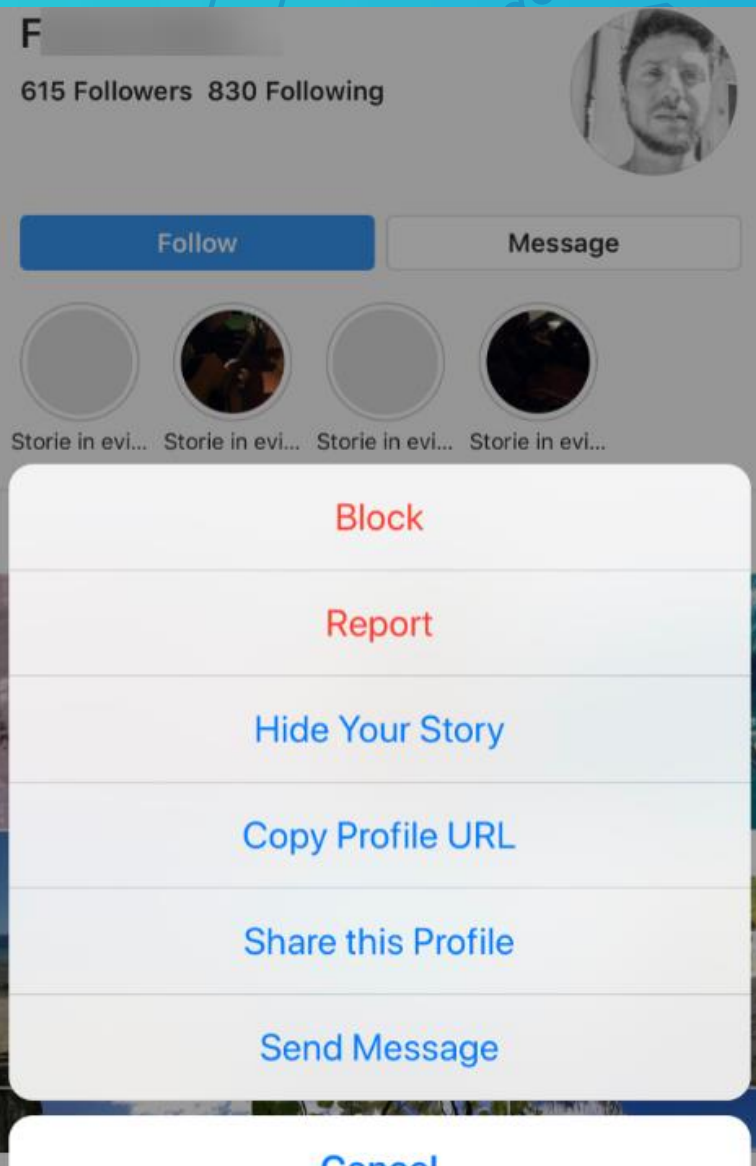 F
615 Followers 830 Following
Follow
Message
Storie in evi... Storie in evi... Storie in evi... Storie in evi...
Block
Report
Hide Your Story
Copy Profile URL
Share this Profile
Send Message
Cancel